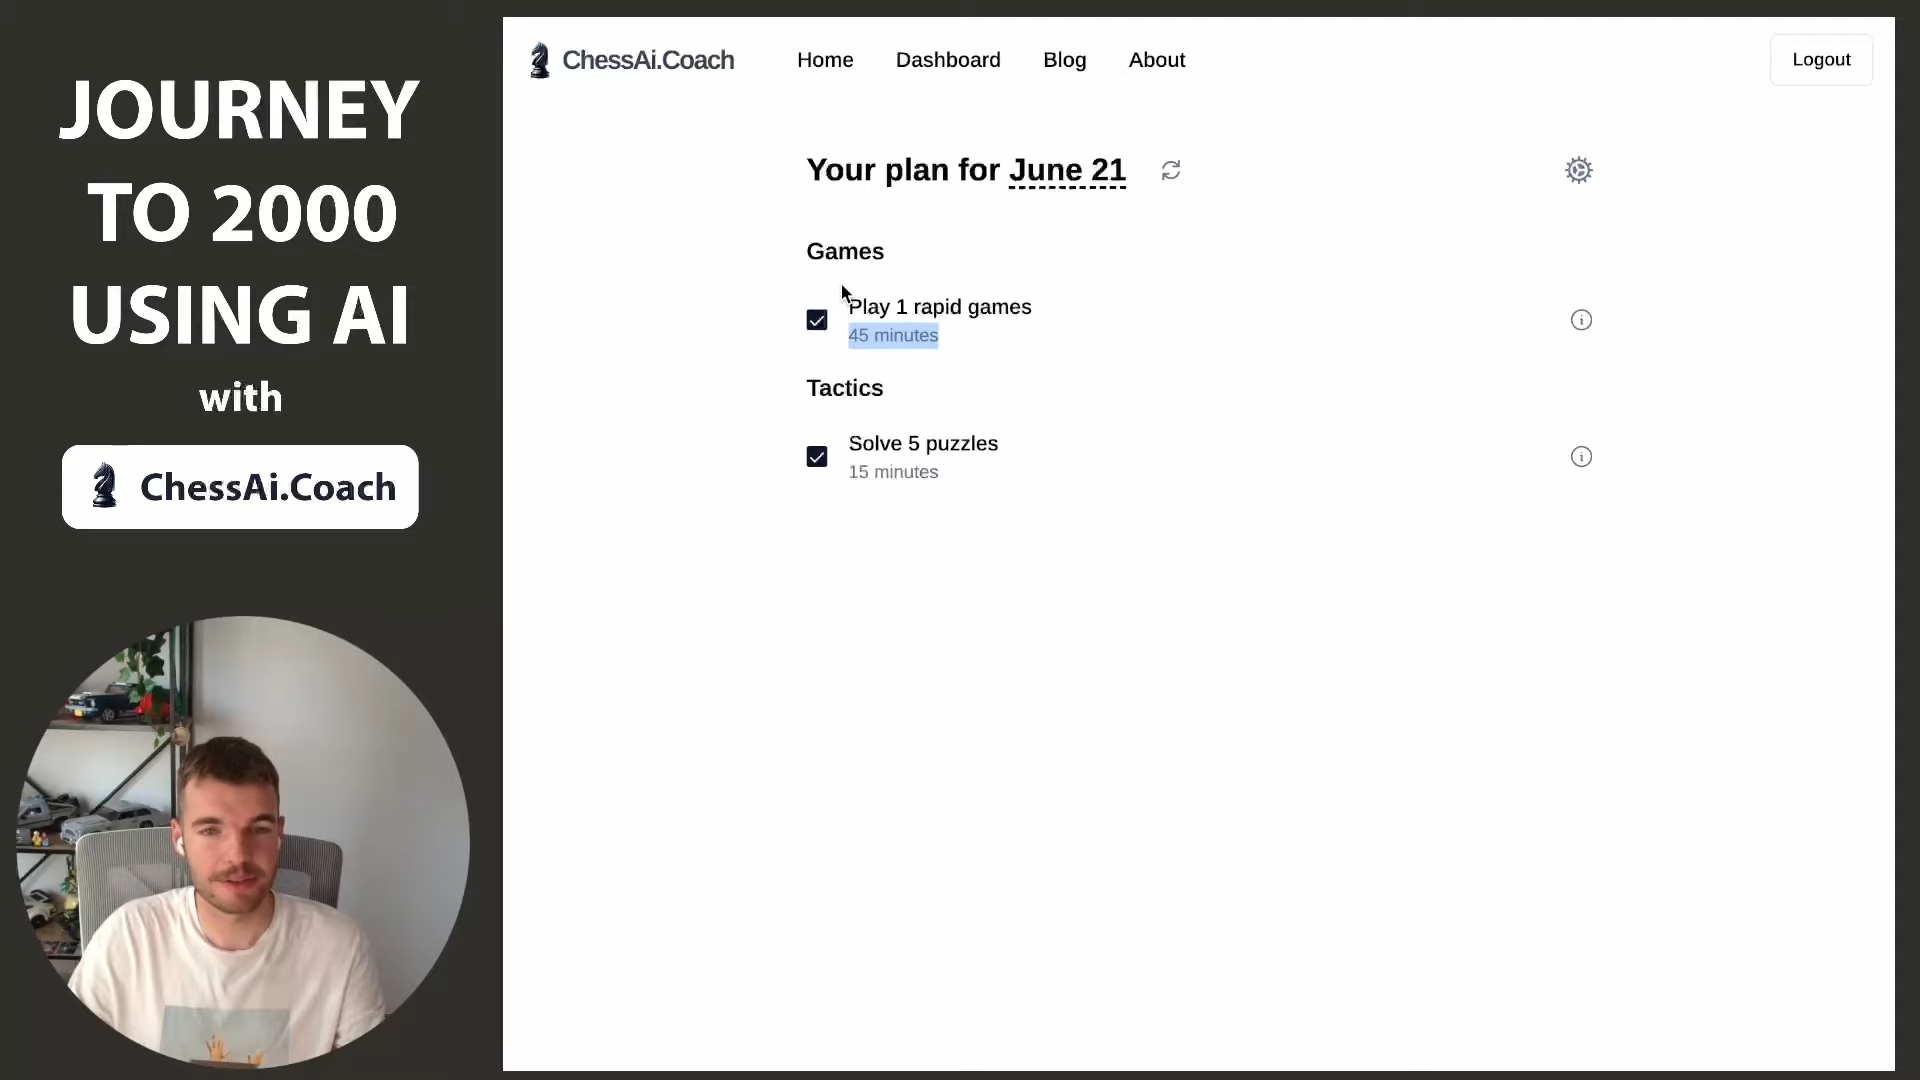 JOURNEY
TO 2000
USING AI
with
ChessAi.Coach
ChessAi.Coach
Home
Dashboard
Blog
About
Logout
Your plan for June 21
Games
Play 1 rapid games
45 minutes
Tactics
Solve 5 puzzles
15 minutes